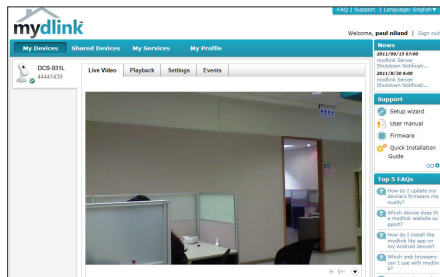 FAQ | Support | Language: English
mydlink
Welcome, paul niland | Sign out
My Devices Shared Devices My Services My Profile
DCS-931L
44441439
Live Video Playback Settings Events
News
2011/09/15 07:00
mydlink Server
Shutdown Notificati...
2011/8/30 6:00
mydlink Server
Shutdown Notificati...
Support
Setup wizard
User manual
Firmware
Quick Installation
Guide
GO
Top 5 FAQs
How do I update my
device's firmware ma
nually?
Which device does th
e mydlink website su
pport?
How do I install the
mydlink lite app on
my Android device?
Which web browsers
can I use with mydlin
k?